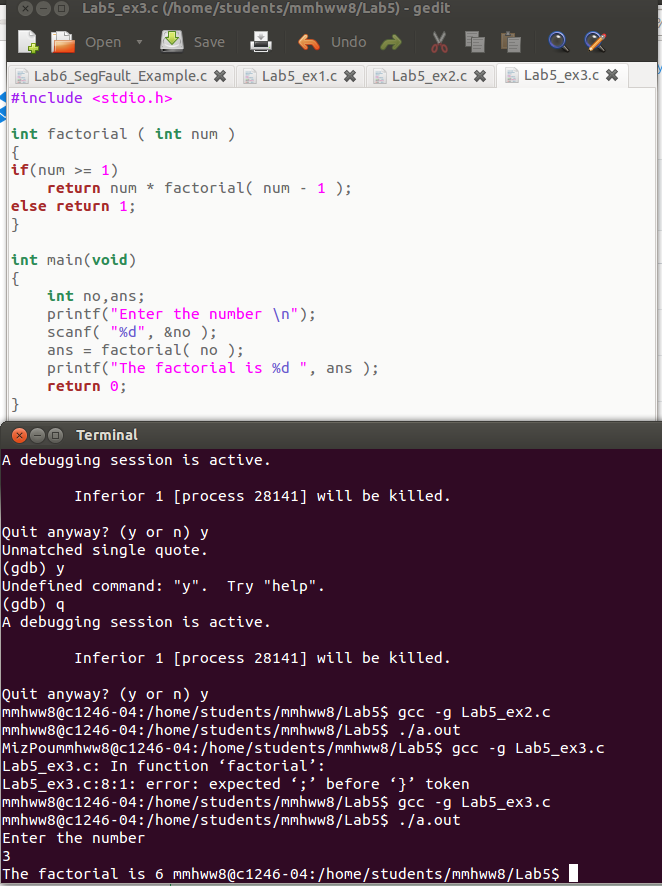 Lab5_ex3.c (/home/students/mmhww8/Lab5) - gedit
Open Save Undo
Lab6_SegFault_Example.c Lab5_ex1.c Lab5_ex2.c Lab5_ex3.c
#include <stdio.h>
int factorial ( int num )
{
if(num >= 1)
    return num * factorial( num - 1 );
else return 1;
}
int main(void)
{
    int no,ans;
    printf("Enter the number \n");
    scanf( "%d", &no );
    ans = factorial( no );
    printf("The factorial is %d ", ans );
    return 0;
}
Terminal
A debugging session is active.
        Inferior 1 [process 28141] will be killed.
Quit anyway? (y or n) y
Unmatched single quote.
(gdb) y
Undefined command: "y".  Try "help".
(gdb) q
A debugging session is active.
        Inferior 1 [process 28141] will be killed.
Quit anyway? (y or n) y
mmhww8@c1246-04:/home/students/mmhww8/Lab5$ gcc -g Lab5_ex2.c
mmhww8@c1246-04:/home/students/mmhww8/Lab5$ ./a.out
MizPoummhww8@c1246-04:/home/students/mmhww8/Lab5$ gcc -g Lab5_ex3.c
Lab5_ex3.c: In function ‘factorial’:
Lab5_ex3.c:8:1: error: expected ‘;’ before ‘}’ token
mmhww8@c1246-04:/home/students/mmhww8/Lab5$ gcc -g Lab5_ex3.c
mmhww8@c1246-04:/home/students/mmhww8/Lab5$ ./a.out
Enter the number
3
The factorial is 6 mmhww8@c1246-04:/home/students/mmhww8/Lab5$